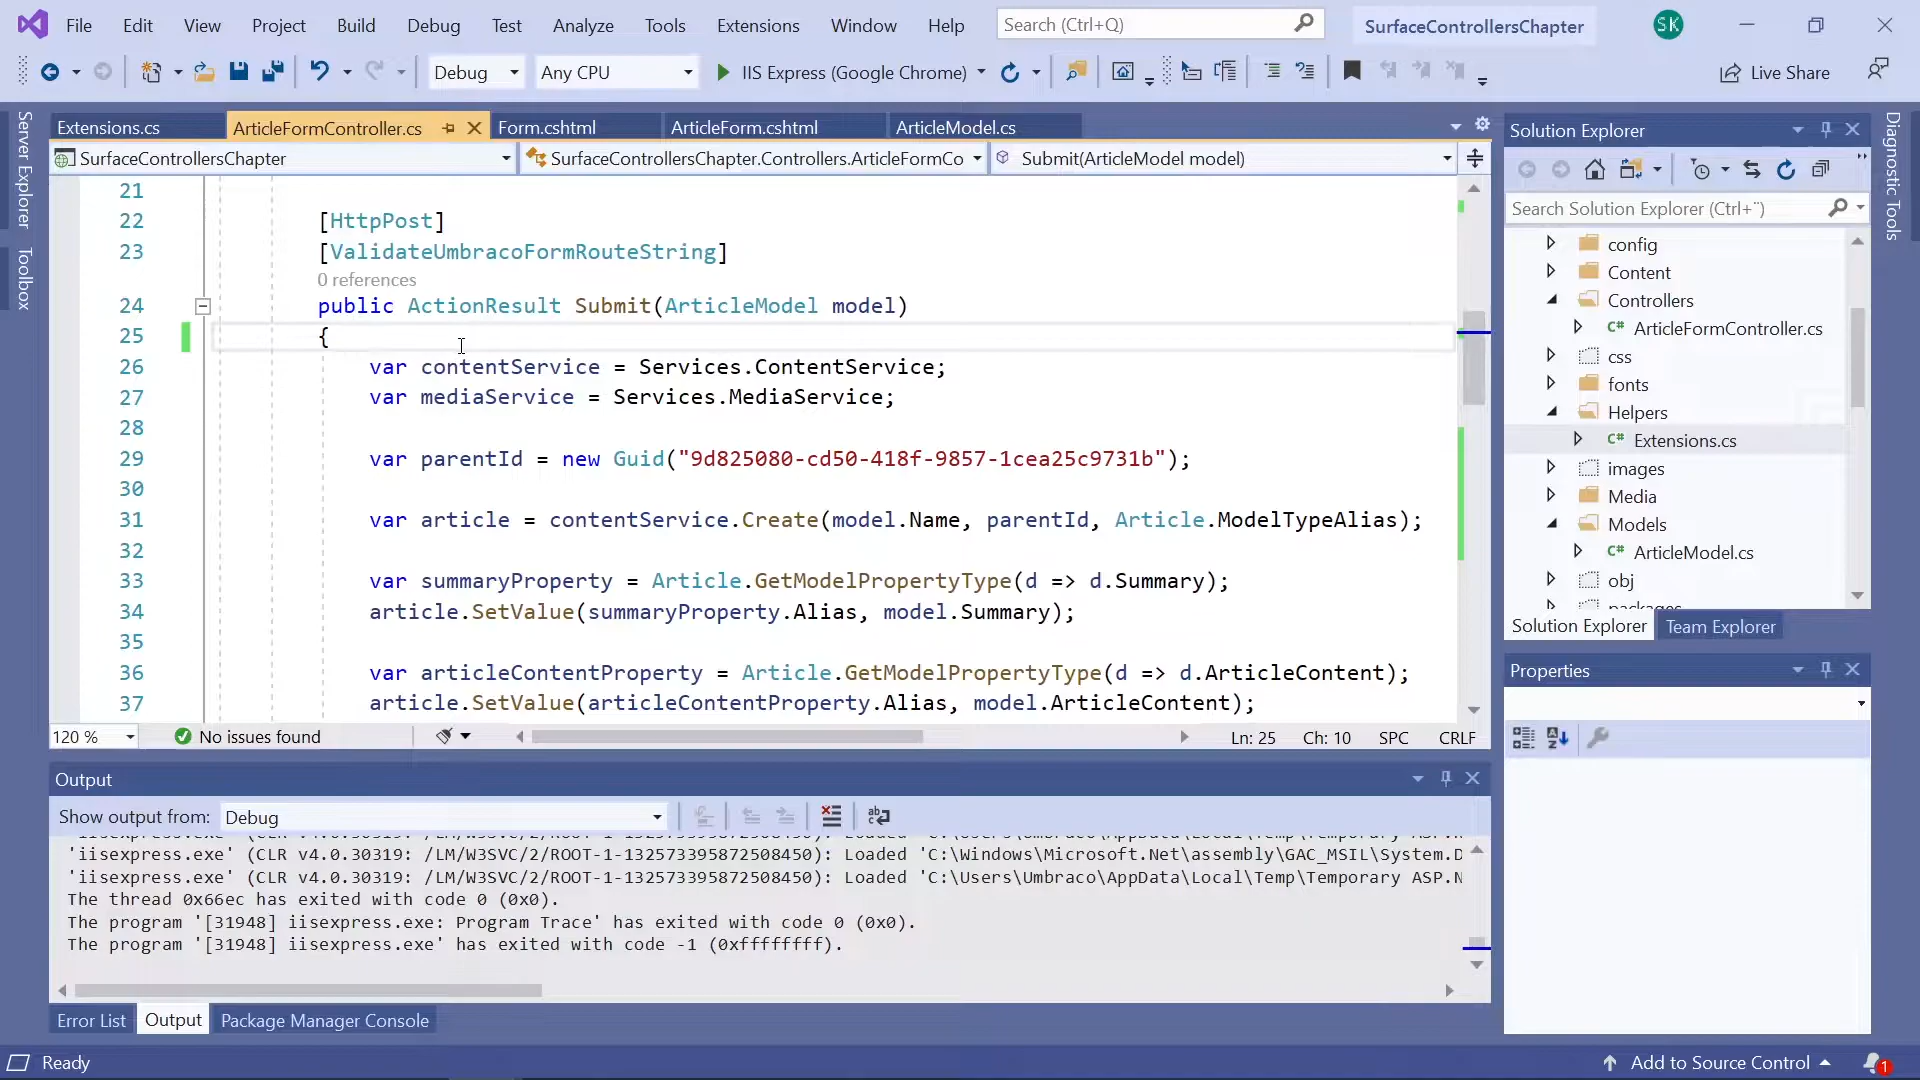 File Edit View Project Build Debug Test Analyze Tools Extensions Window Help Search (Ctrl+Q) SurfaceControllersChapter SK
Debug Any CPU IIS Express (Google Chrome) Live Share
Server Explorer
Toolbox
Extensions.cs ArticleFormController.cs Form.cshtml ArticleForm.cshtml ArticleModel.cs
SurfaceControllersChapter SurfaceControllersChapter.Controllers.ArticleFormCo Submit(ArticleModel model)
21
22 [HttpPost]
23 [ValidateUmbracoFormRouteString]
0 references
24 public ActionResult Submit(ArticleModel model)
25 {
26 var contentService = Services.ContentService;
27 var mediaService = Services.MediaService;
28
29 var parentId = new Guid("9d825080-cd50-418f-9857-1cea25c9731b");
30
31 var article = contentService.Create(model.Name, parentId, Article.ModelTypeAlias);
32
33 var summaryProperty = Article.GetModelPropertyType(d => d.Summary);
34 article.SetValue(summaryProperty.Alias, model.Summary);
35
36 var articleContentProperty = Article.GetModelPropertyType(d => d.ArticleContent);
37 article.SetValue(articleContentProperty.Alias, model.ArticleContent);
120 % No issues found Ln: 25 Ch: 10 SPC CRLF
Output
Show output from: Debug
'iisexpress.exe' (CLR v4.0.30319: /LM/W3SVC/2/ROOT-1-132573395872508450): Loaded 'C:\Windows\Microsoft.Net\assembly\GAC_MSIL\System.D
'iisexpress.exe' (CLR v4.0.30319: /LM/W3SVC/2/ROOT-1-132573395872508450): Loaded 'C:\Users\Umbraco\AppData\Local\Temp\Temporary ASP.N
The thread 0x66ec has exited with code 0 (0x0).
The program '[31948] iisexpress.exe: Program Trace' has exited with code 0 (0x0).
The program '[31948] iisexpress.exe' has exited with code -1 (0xffffffff).
Error List Output Package Manager Console
Solution Explorer
Search Solution Explorer (Ctrl+¨)
config
Content
Controllers
C# ArticleFormController.cs
css
fonts
Helpers
C# Extensions.cs
images
Media
Models
C# ArticleModel.cs
obj
packages
Solution Explorer Team Explorer
Properties
Diagnostic Tools
Ready Add to Source Control 1